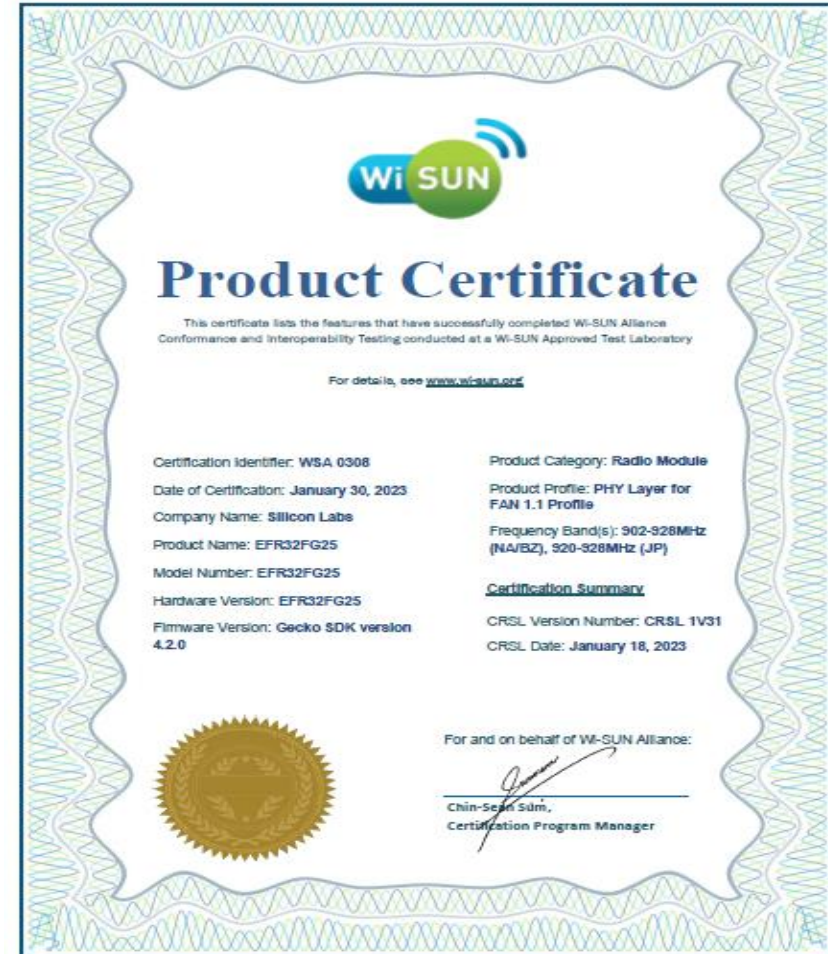 Wi SUN
Product Certificate
This certificate lists the features that have successfully completed Wi-SUN Alliance
Conformance and Interoperability Testing conducted at a Wi-SUN Approved Test Laboratory
For details, see www.wi-sun.org
Certification Identifier: WSA 0308
Date of Certification: January 30, 2023
Company Name: Silicon Labs
Product Name: EFR32FG25
Model Number: EFR32FG25
Hardware Version: EFR32FG25
Firmware Version: Gecko SDK version
4.2.0
Product Category: Radio Module
Product Profile: PHY Layer for
FAN 1.1 Profile
Frequency Band(s): 902-928MHz
(NA/BZ), 920-928MHz (JP)
Certification Summary
CRSL Version Number: CRSL 1V31
CRSL Date: January 18, 2023
For and on behalf of Wi-SUN Alliance:
Chin-Sean Sum,
Certification Program Manager